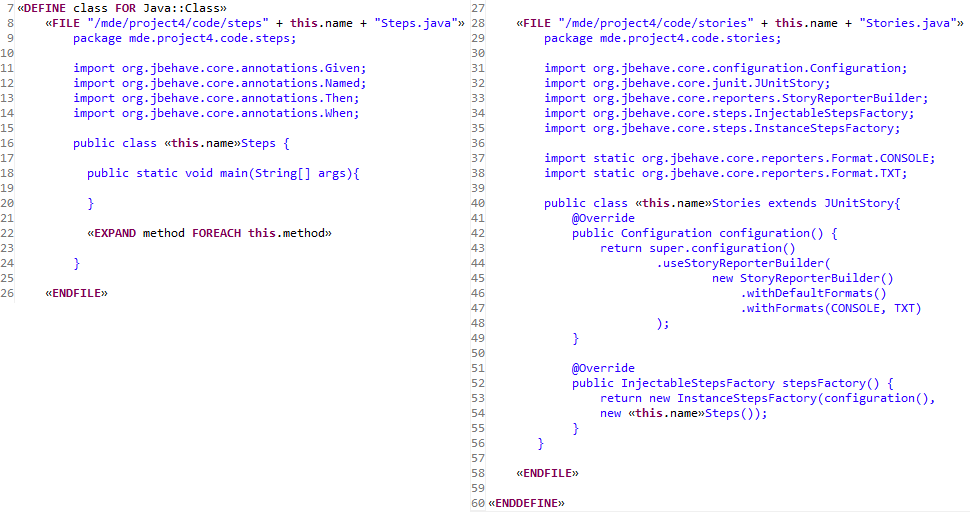 7 «DEFINE class FOR Java::Class»
8 «FILE "/mde/project4/code/steps" + this.name + "Steps.java"»
9 package mde.project4.code.steps;
10
11 import org.jbehave.core.annotations.Given;
12 import org.jbehave.core.annotations.Named;
13 import org.jbehave.core.annotations.Then;
14 import org.jbehave.core.annotations.When;
15
16 public class «this.name»Steps {
17
18 public static void main(String[] args){
19
20 }
21
22 «EXPAND method FOREACH this.method»
23
24 }
25
26 «ENDFILE»
27
28 «FILE "/mde/project4/code/stories" + this.name + "Stories.java"»
29 package mde.project4.code.stories;
30
31 import org.jbehave.core.configuration.Configuration;
32 import org.jbehave.core.junit.JUnitStory;
33 import org.jbehave.core.reporters.StoryReporterBuilder;
34 import org.jbehave.core.steps.InjectableStepsFactory;
35 import org.jbehave.core.steps.InstanceStepsFactory;
36
37 import static org.jbehave.core.reporters.Format.CONSOLE;
38 import static org.jbehave.core.reporters.Format.TXT;
39
40 public class «this.name»Stories extends JUnitStory{
41 @Override
42 public Configuration configuration() {
43 return super.configuration()
44 .useStoryReporterBuilder(
45 new StoryReporterBuilder()
46 .withDefaultFormats()
47 .withFormats(CONSOLE, TXT)
48 );
49 }
50
51 @Override
52 public InjectableStepsFactory stepsFactory() {
53 return new InstanceStepsFactory(configuration(),
54 new «this.name»Steps());
55 }
56 }
57
58 «ENDFILE»
59
60 «ENDDEFINE»